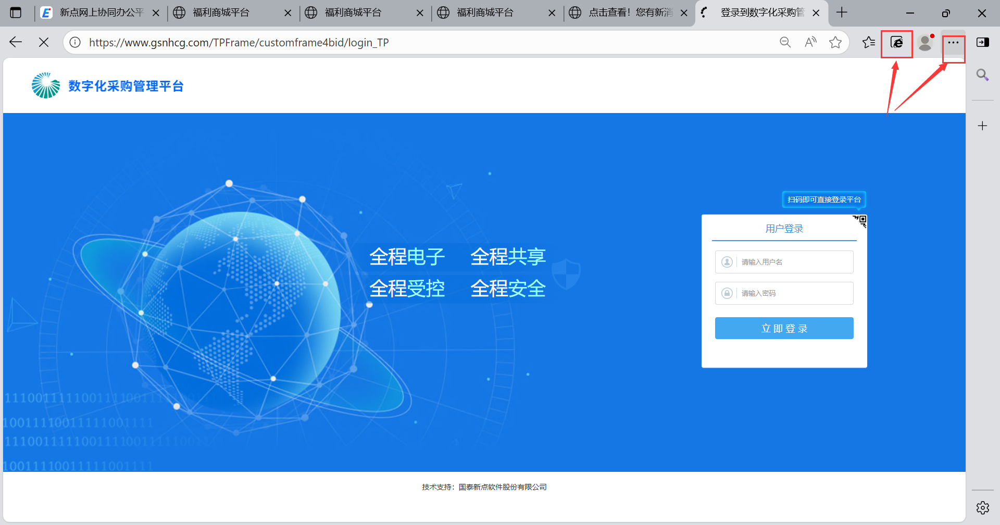 新点网上协同办公平
福利商城平台
福利商城平台
福利商城平台
点击查看！您有新消
登录到数字化采购管
https://www.gsnhcg.com/TPFrame/customframe4bid/login_TP
数字化采购管理平台
扫码即可直接登录平台
用户登录
请输入用户名
请输入密码
立即登录
全程电子 全程共享
全程受控 全程安全
技术支持：国泰新点软件股份有限公司